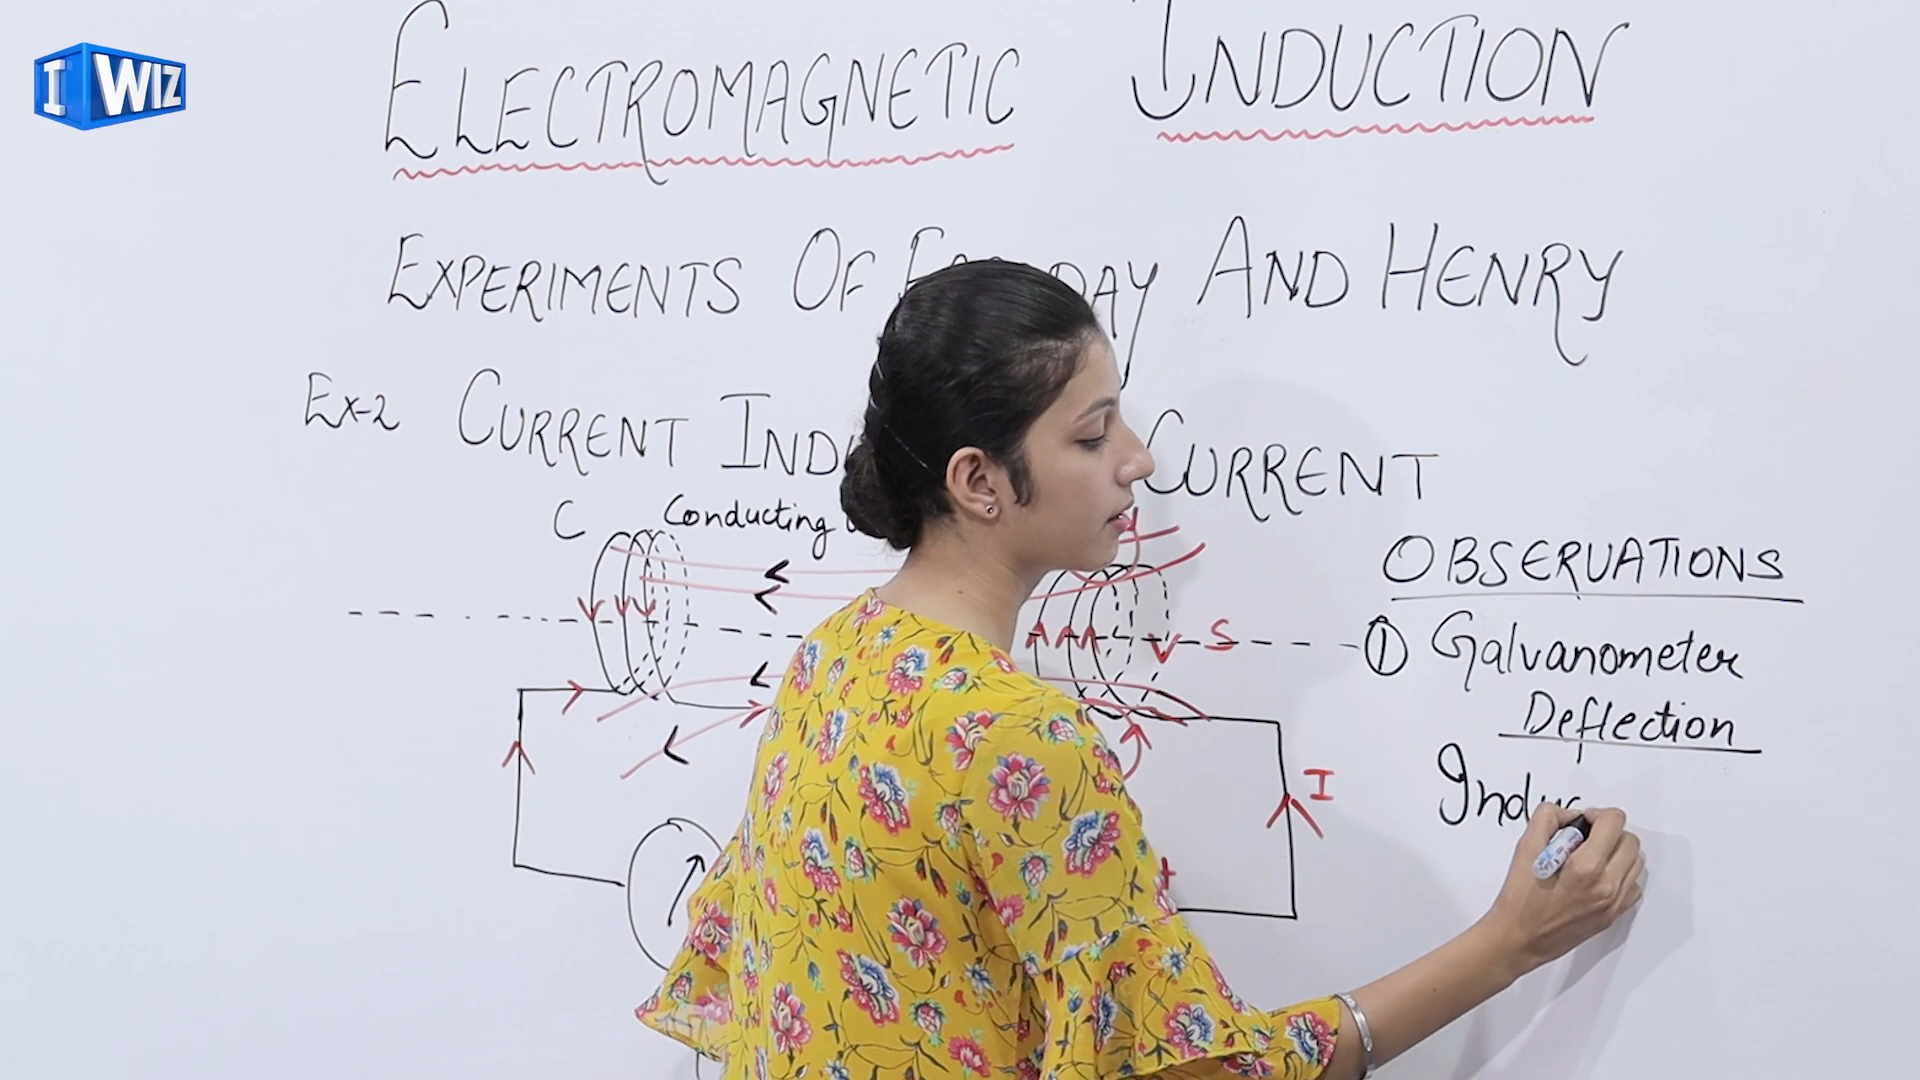 I WIZ
ELECTROMAGNETIC INDUCTION
EXPERIMENTS OF AND HENRY
Ex-2 CURRENT CURRENT
C Conducting
OBSERVATIONS
S
① Galvanometer
Deflection
I
+